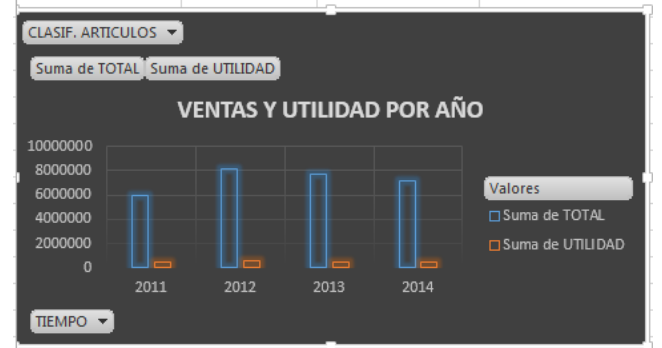 CLASIF. ARTICULOS
Suma de TOTAL Suma de UTILIDAD
VENTAS Y UTILIDAD POR AÑO
10000000
8000000
6000000
4000000
2000000
0
2011 2012 2013 2014
Valores
Suma de TOTAL
Suma de UTILIDAD
TIEMPO